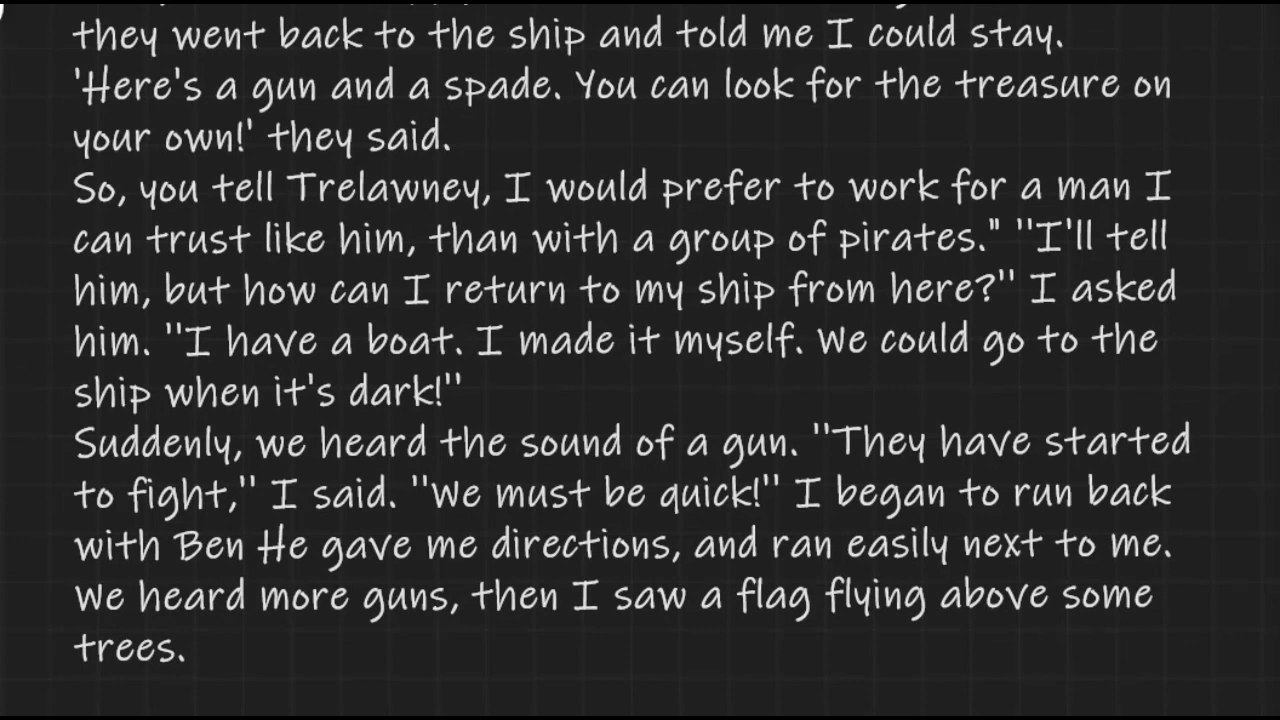 they went back to the ship and told me I could stay.
'Here's a gun and a spade. You can look for the treasure on
your own!' they said.
So, you tell Trelawney, I would prefer to work for a man I
can trust like him, than with a group of pirates." "I'll tell
him, but how can I return to my ship from here?" I asked
him. "I have a boat. I made it myself. We could go to the
ship when it's dark!"
Suddenly, we heard the sound of a gun. "They have started
to fight," I said. "We must be quick!" I began to run back
with Ben He gave me directions, and ran easily next to me.
We heard more guns, then I saw a flag flying above some
trees.